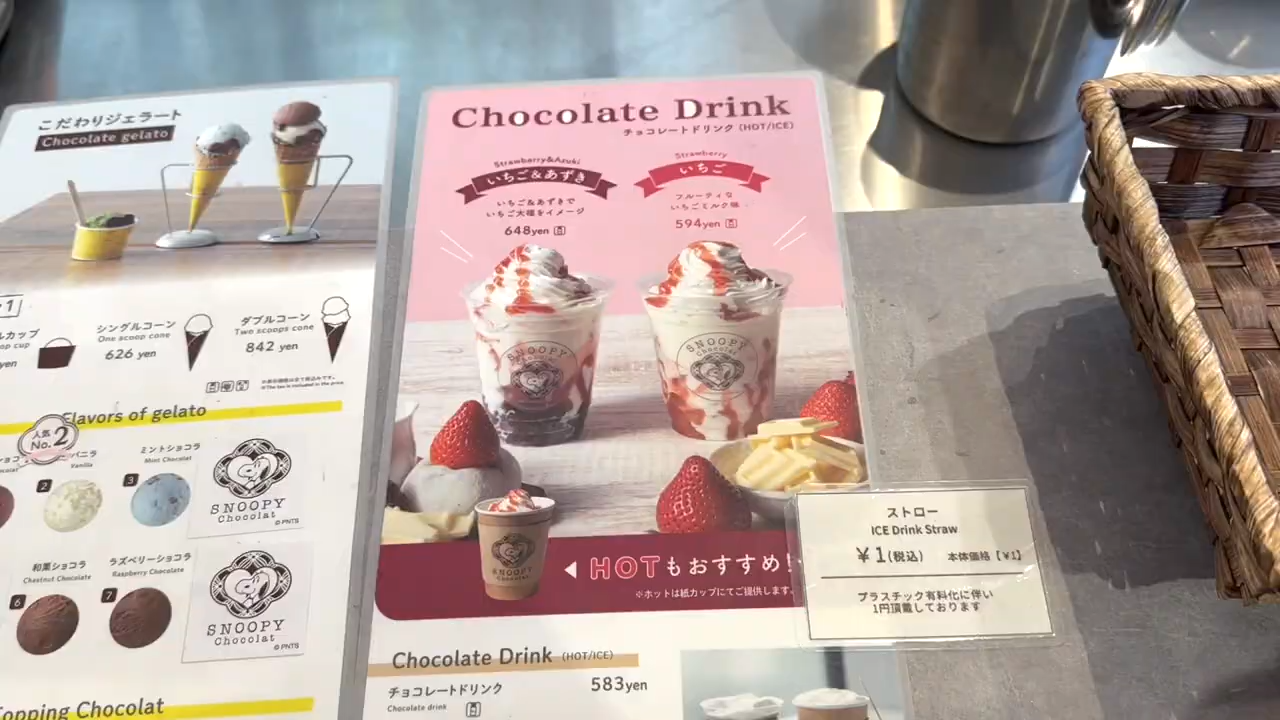 こだわりジェラート
Chocolate gelato
シングルコーン
One scoop cone
626 yen
ダブルコーン
Two scoops cone
842 yen
Flavors of gelato
人気
No.2
バニラ
Vanilla
ミントショコラ
Mint Chocolat
2
3
和栗ショコラ
Chestnut Chocolate
ラズベリーショコラ
Raspberry Chocolate
6
7
SNOOPY
Chocolat
© PNTS
SNOOPY
Chocolat
© PNTS
Topping Chocolat
Chocolate Drink
チョコレートドリンク (HOT/ICE)
Strawberry&Azuki
いちご&あずき
いちご&あずきで
いちご大福をイメージ
648yen
Strawberry
いちご
フルーティな
いちごミルク味
594yen
SNOOPY
Chocolat
SNOOPY
Chocolat
SNOOPY
Chocolat
◀ HOTもおすすめ!
※ホットは紙カップにてご提供します。
Chocolate Drink (HOT/ICE)
チョコレートドリンク
Chocolate drink
583yen
ストロー
ICE Drink Straw
¥1(税込) 本体価格【¥1】
プラスチック有料化に伴い
1円頂戴しております